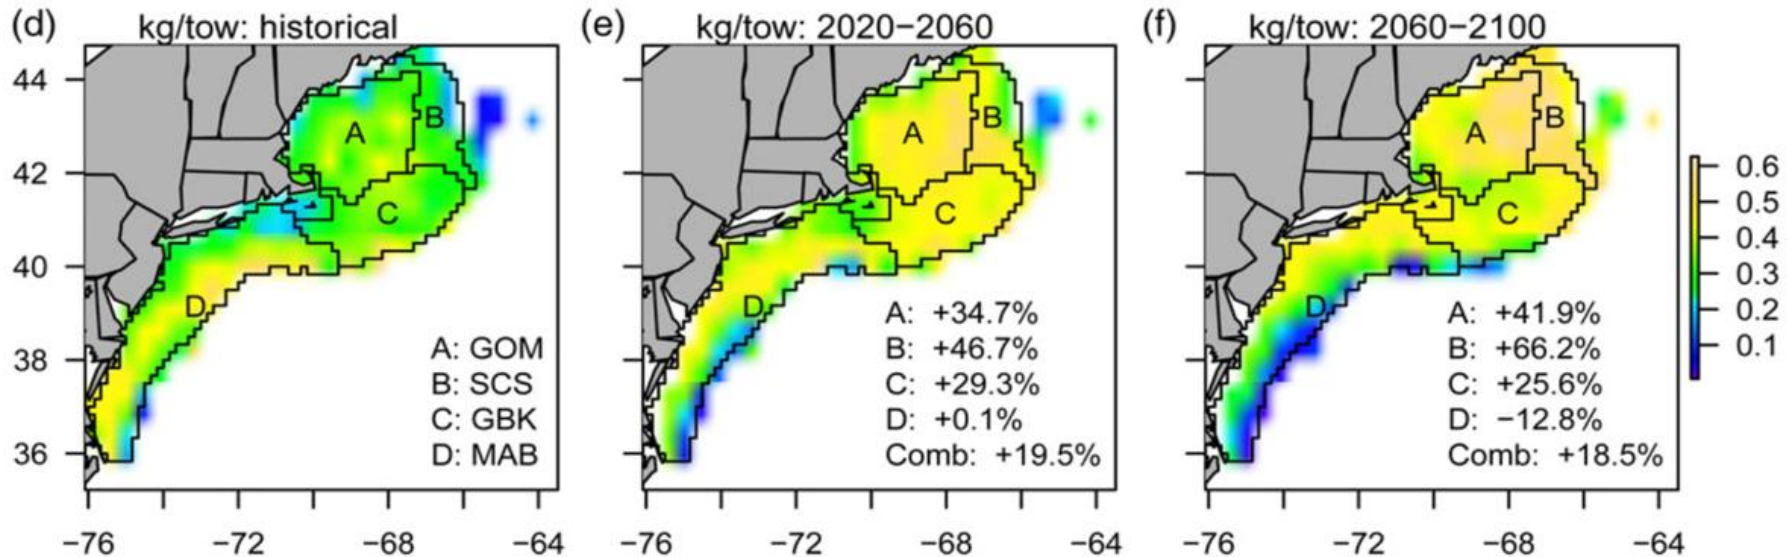 (d) kg/tow: historical
(e) kg/tow: 2020−2060
(f) kg/tow: 2060−2100
44
42
40
38
36
A
B
C
D
A: GOM
B: SCS
C: GBK
D: MAB
−76 −72 −68 −64
A
B
C
D
A: +34.7%
B: +46.7%
C: +29.3%
D: +0.1%
Comb: +19.5%
−76 −72 −68 −64
A
B
C
D
A: +41.9%
B: +66.2%
C: +25.6%
D: −12.8%
Comb: +18.5%
−76 −72 −68 −64
0.6
0.5
0.4
0.3
0.2
0.1